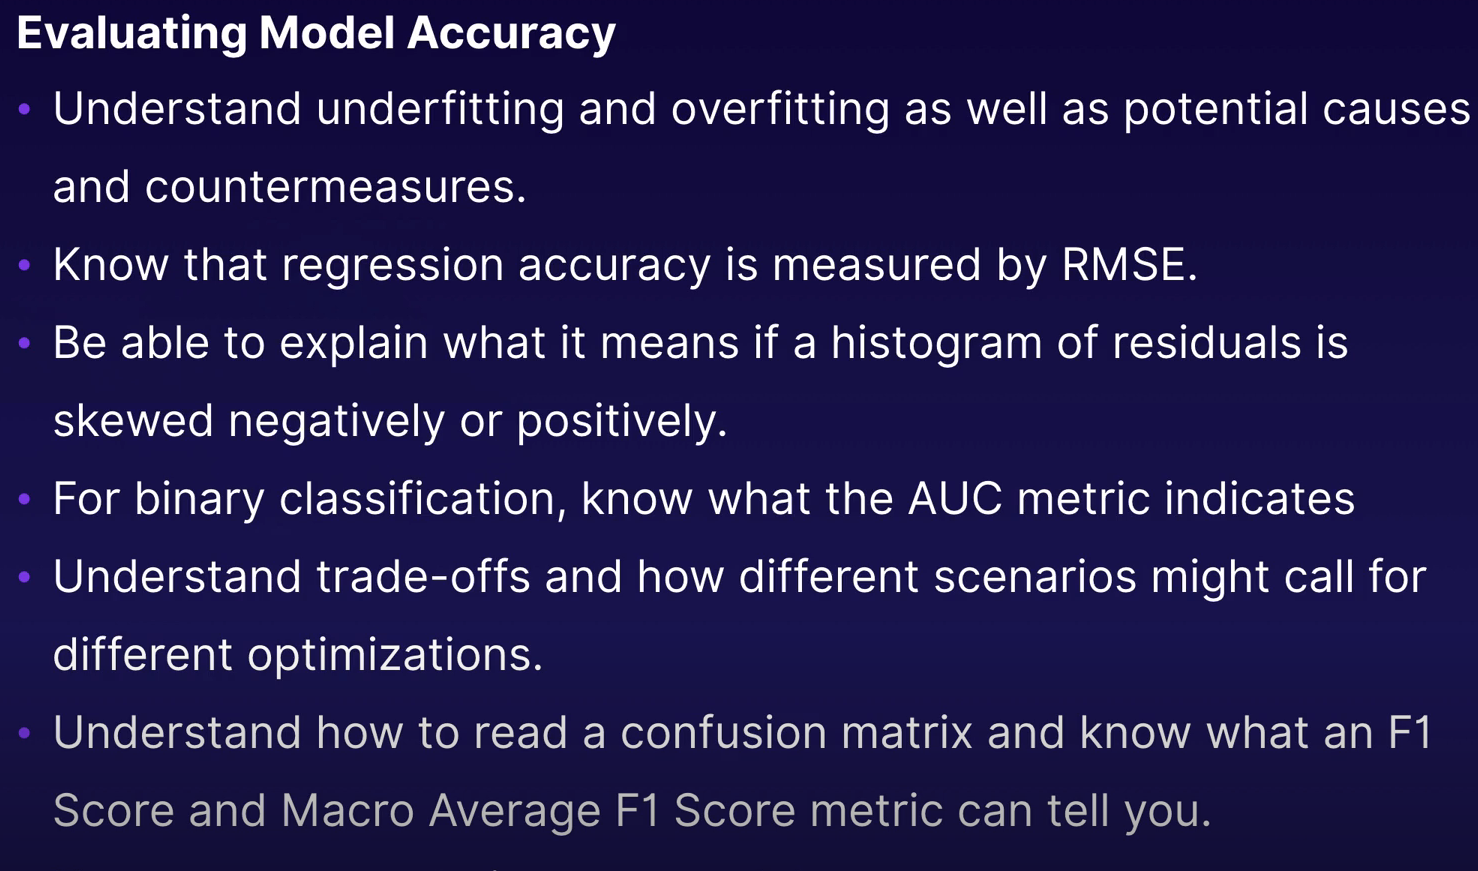 Evaluating Model Accuracy
• Understand underfitting and overfitting as well as potential causes
and countermeasures.
• Know that regression accuracy is measured by RMSE.
• Be able to explain what it means if a histogram of residuals is
skewed negatively or positively.
• For binary classification, know what the AUC metric indicates
• Understand trade-offs and how different scenarios might call for
different optimizations.
• Understand how to read a confusion matrix and know what an F1
Score and Macro Average F1 Score metric can tell you.